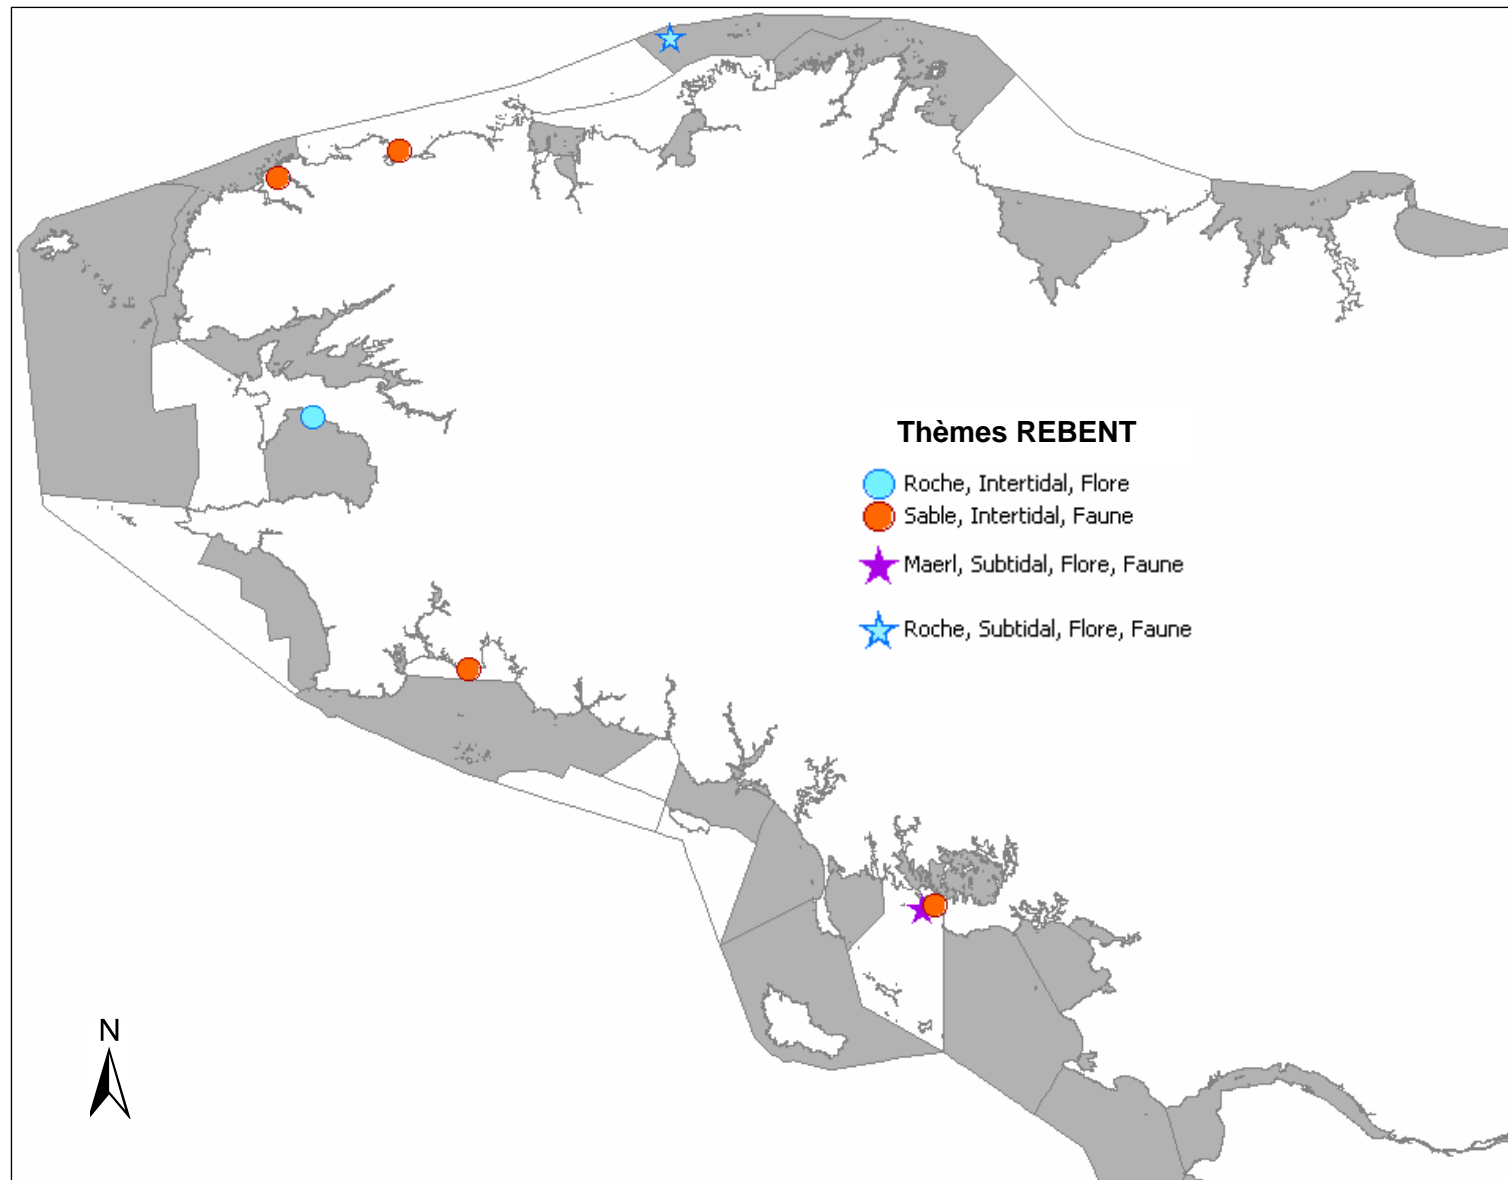 Thèmes REBENT
Roche, Intertidal, Flore
Sable, Intertidal, Faune
Maerl, Subtidal, Flore, Faune
Roche, Subtidal, Flore, Faune
N